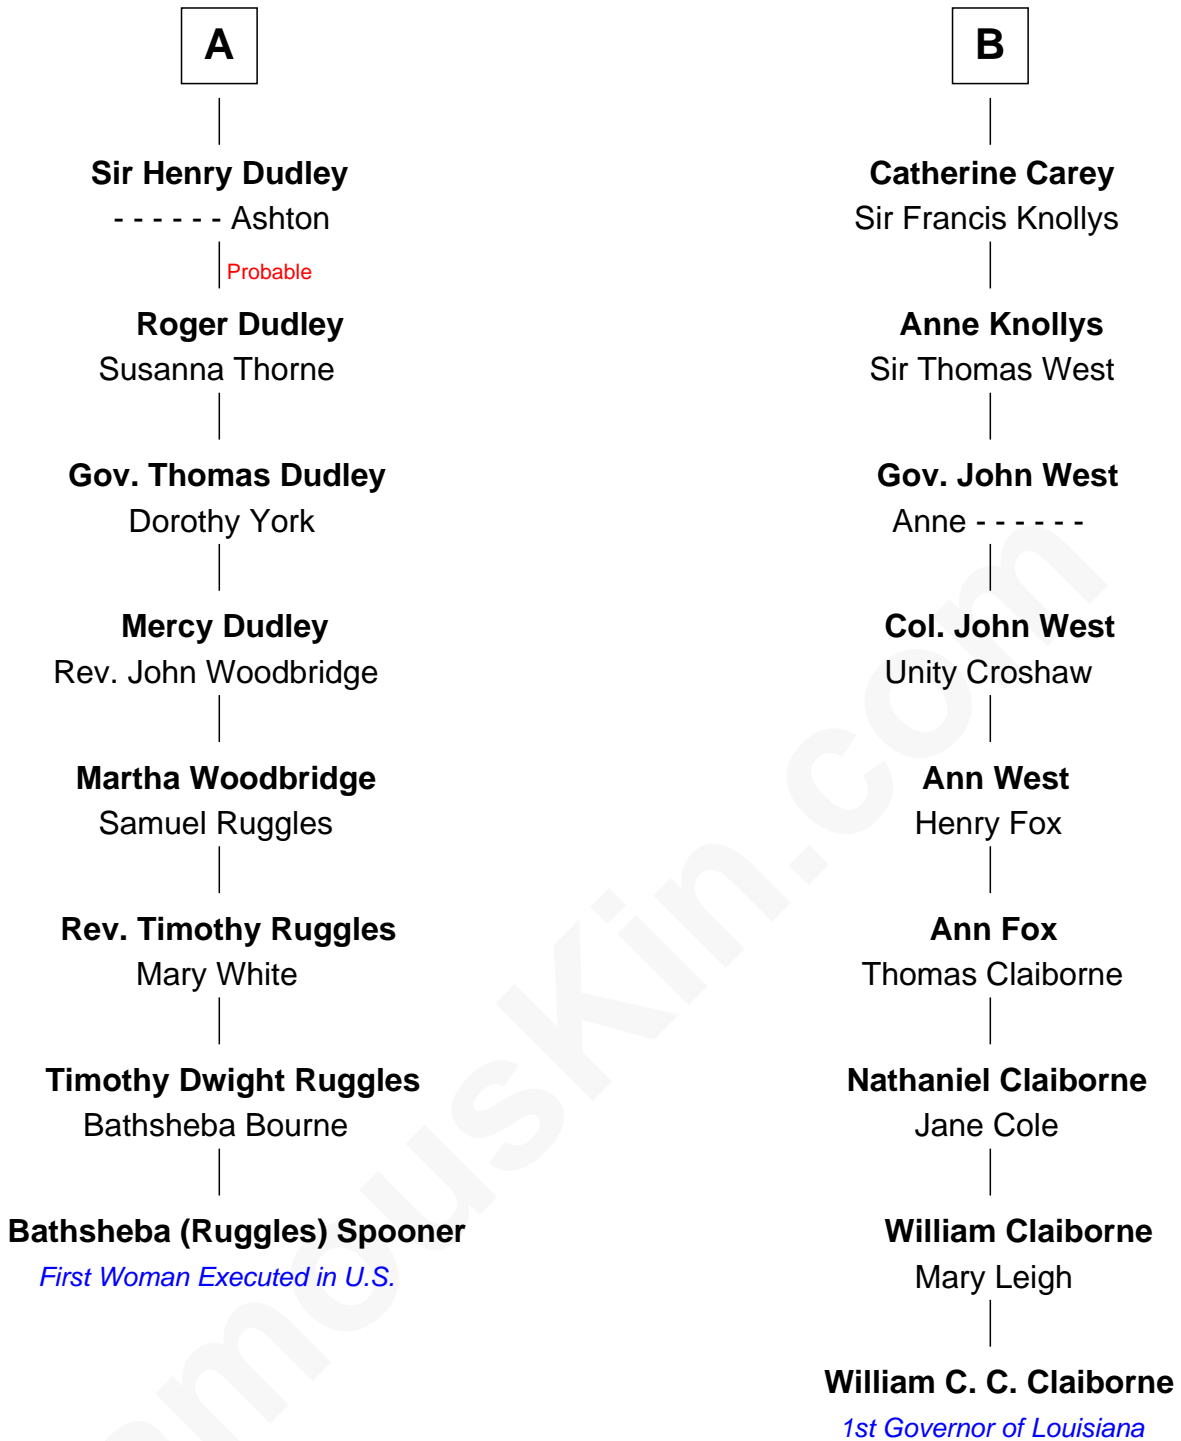 A
Sir Henry Dudley
- - - - - - Ashton
Probable
Roger Dudley
Susanna Thorne
Gov. Thomas Dudley
Dorothy York
Mercy Dudley
Rev. John Woodbridge
Martha Woodbridge
Samuel Ruggles
Rev. Timothy Ruggles
Mary White
Timothy Dwight Ruggles
Bathsheba Bourne
Bathsheba (Ruggles) Spooner
First Woman Executed in U.S.
B
Catherine Carey
Sir Francis Knollys
Anne Knollys
Sir Thomas West
Gov. John West
Anne - - - - - -
Col. John West
Unity Croshaw
Ann West
Henry Fox
Ann Fox
Thomas Claiborne
Nathaniel Claiborne
Jane Cole
William Claiborne
Mary Leigh
William C. C. Claiborne
1st Governor of Louisiana
amousKin.com